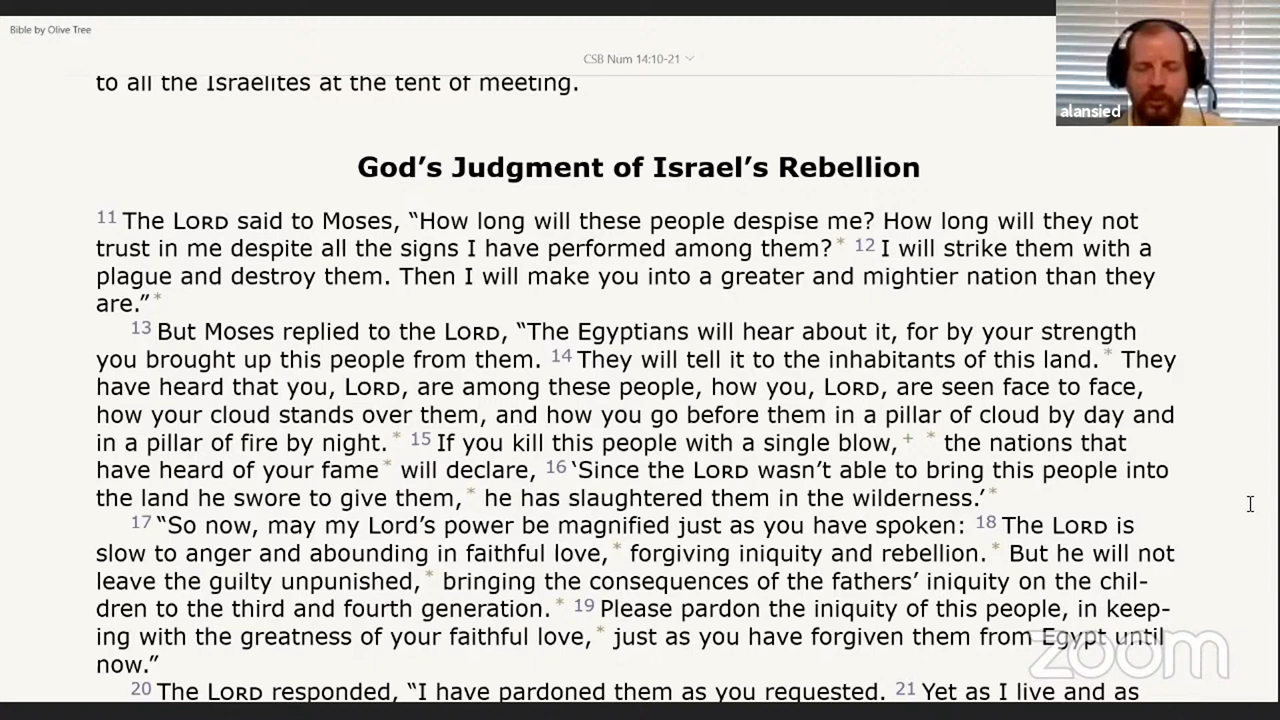 Bible by Olive Tree
CSB Num 14:10-21
alansied
to all the Israelites at the tent of meeting.
God’s Judgment of Israel’s Rebellion
11 The LORD said to Moses, “How long will these people despise me? How long will they not
trust in me despite all the signs I have performed among them?* 12 I will strike them with a
plague and destroy them. Then I will make you into a greater and mightier nation than they
are.”*
13 But Moses replied to the LORD, “The Egyptians will hear about it, for by your strength
you brought up this people from them. 14 They will tell it to the inhabitants of this land.* They
have heard that you, LORD, are among these people, how you, LORD, are seen face to face,
how your cloud stands over them, and how you go before them in a pillar of cloud by day and
in a pillar of fire by night.* 15 If you kill this people with a single blow,+ * the nations that
have heard of your fame* will declare, 16 ‘Since the LORD wasn’t able to bring this people into
the land he swore to give them,* he has slaughtered them in the wilderness.’*
17 “So now, may my Lord’s power be magnified just as you have spoken: 18 The LORD is
slow to anger and abounding in faithful love,* forgiving iniquity and rebellion.* But he will not
leave the guilty unpunished,* bringing the consequences of the fathers’ iniquity on the chil-
dren to the third and fourth generation.* 19 Please pardon the iniquity of this people, in keep-
ing with the greatness of your faithful love,* just as you have forgiven them from Egypt until
now.”
zoom
20 The LORD responded, “I have pardoned them as you requested. 21 Yet as I live and as